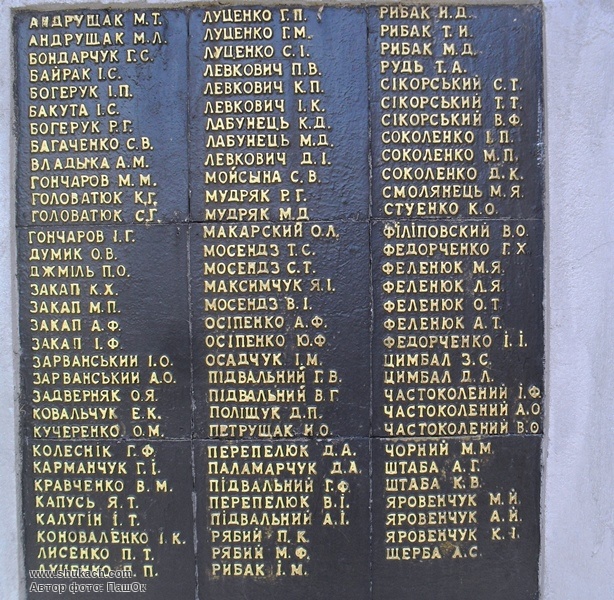 АНДРУЩАК М.Т.
АНДРУЩАК М.Л.
БОНДАРЧУК Г.С.
БАЙРАК І.С.
БОГЕРУК І.П.
БАКУТА І.С.
БОГЕРУК Р.Г.
БАГАЧЕНКО С.В.
ВЛАДЫКА А.М.
ГОНЧАРОВ М.М.
ГОЛОВАТЮК К.Г.
ГОЛОВАТЮК С.Г.
ГОНЧАРОВ І.Г.
ДУМИК О.В.
ДЖМІЛЬ П.О.
ЗАКАП К.Х.
ЗАКАП М.П.
ЗАКАП А.Ф.
ЗАКАП І.Ф.
ЗАРВАНСЬКИЙ І.О.
ЗАРВАНСЬКИЙ А.О.
ЗАДВЕРНЯК О.Я.
КОВАЛЬЧУК Е.К.
КУЧЕРЕНКО О.М.
КОЛЕСНІК Г.Ф.
КАРМАНЧУК Г.І.
КРАВЧЕНКО В.М.
КАПУСЬ Я.Т.
КАЛУГІН І.Т.
КОНОВАЛЕНКО І.К.
ЛИСЕНКО П.Т.
ЛУЦЕНКО П.П.
ЛУЦЕНКО Г.П.
ЛУЦЕНКО Г.М.
ЛУЦЕНКО С.І.
ЛЕВКОВИЧ П.В.
ЛЕВКОВИЧ К.П.
ЛЕВКОВИЧ І.К.
ЛАБУНЕЦЬ К.Д.
ЛАБУНЕЦЬ М.Д.
ЛЕВКОВИЧ Д.І.
МОЙСЫНА С.В.
МУДРЯК Р.Г.
МУДРЯК М.Д
МАКАРСКИЙ О.Л.
МОСЕНДЗ Т.С.
МОСЕНДЗ С.Т.
МАКСИМЧУК Я.І.
МОСЕНДЗ В.І.
ОСІПЕНКО А.Ф.
ОСІПЕНКО Ю.Ф.
ОСАДЧУК І.М.
ПІДВАЛЬНИЙ Г.В.
ПІДВАЛЬНИЙ В.Г.
ПОЛІЩУК Д.П.
ПЕТРУЩАК И.О.
ПЕРЕПЕЛЮК Д.А.
ПАЛАМАРЧУК Д.А.
ПІДВАЛЬНИЙ Г.Ф.
ПЕРЕПЕЛЮК В.І.
ПІДВАЛЬНИЙ А.І.
РЯБИЙ П.К.
РЯБИЙ М.Ф.
РИБАК І.М.
РИБАК И.Д.
РИБАК Т.И.
РИБАК М.Д.
РУДЬ Т.А.
СІКОРСЬКИЙ С.Т.
СІКОРСЬКИЙ Т.Т.
СІКОРСЬКИЙ В.Ф.
СОКОЛЕНКО І.П.
СОКОЛЕНКО М.П.
СОКОЛЕНКО Д.К.
СМОЛЯНЕЦЬ М.Я.
СТУЕНКО К.О.
ФІЛІПОВСКИЙ В.О.
ФЕДОРЧЕНКО Г.Х
ФЕЛЕНЮК М.Я.
ФЕЛЕНЮК Л.Я.
ФЕЛЕНЮК О.Т
ФЕЛЕНЮК А.Т.
ФЕДОРЧЕНКО І.І.
ЦИМБАЛ З.С.
ЦИМБАЛ Д.Л.
ЧАСТОКОЛЕНИЙ І.Ф.
ЧАСТОКОЛЕНИЙ А.О.
ЧАСТОКОЛЕНИЙ В.О
ЧОРНИЙ М.М.
ШТАБА А.Г.
ШТАБА К.В.
ЯРОВЕНЧУК М.Й.
ЯРОВЕНЧУК А.Й.
ЯРОВЕНЧУК К.І.
ЩЕРБА А.С.
www.shukach.com
Автор фото: ПашОк